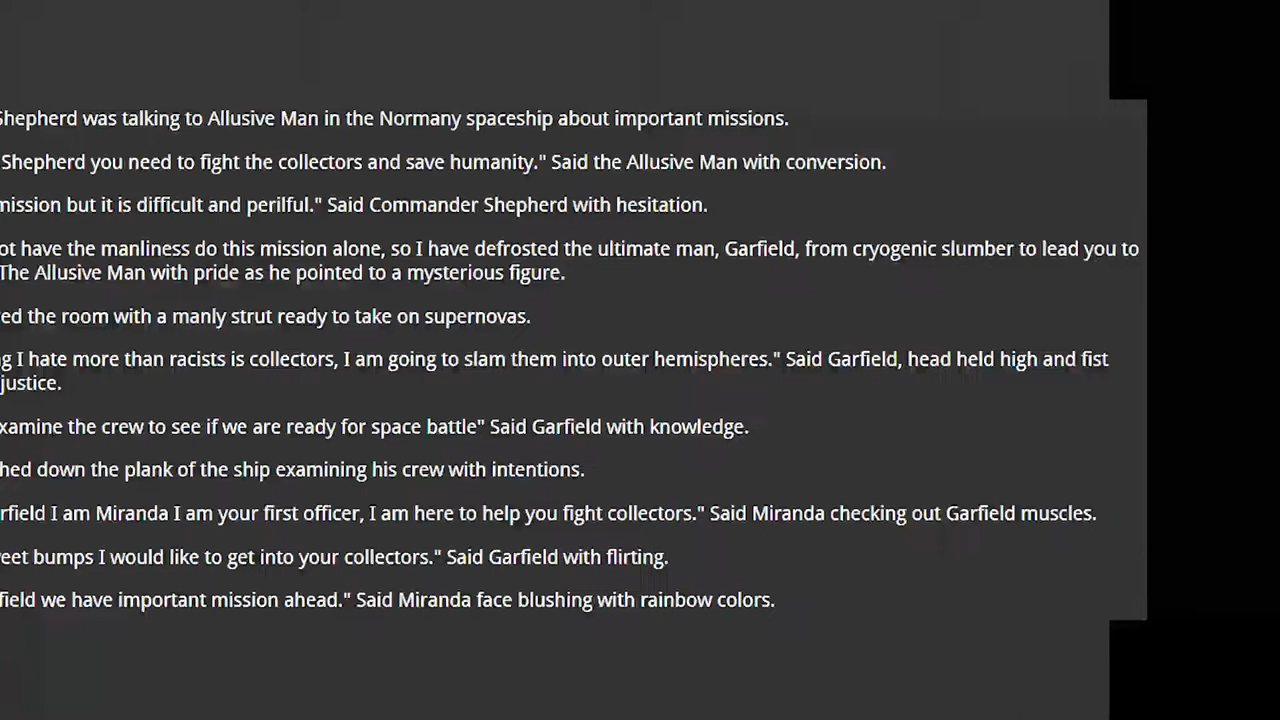 Shepherd was talking to Allusive Man in the Normany spaceship about important missions.
Shepherd you need to fight the collectors and save humanity." Said the Allusive Man with conversion.
mission but it is difficult and perilful." Said Commander Shepherd with hesitation.
ot have the manliness do this mission alone, so I have defrosted the ultimate man, Garfield, from cryogenic slumber to lead you to
The Allusive Man with pride as he pointed to a mysterious figure.
ed the room with a manly strut ready to take on supernovas.
g I hate more than racists is collectors, I am going to slam them into outer hemispheres." Said Garfield, head held high and fist
justice.
xamine the crew to see if we are ready for space battle" Said Garfield with knowledge.
hed down the plank of the ship examining his crew with intentions.
rfield I am Miranda I am your first officer, I am here to help you fight collectors." Said Miranda checking out Garfield muscles.
eet bumps I would like to get into your collectors." Said Garfield with flirting.
field we have important mission ahead." Said Miranda face blushing with rainbow colors.